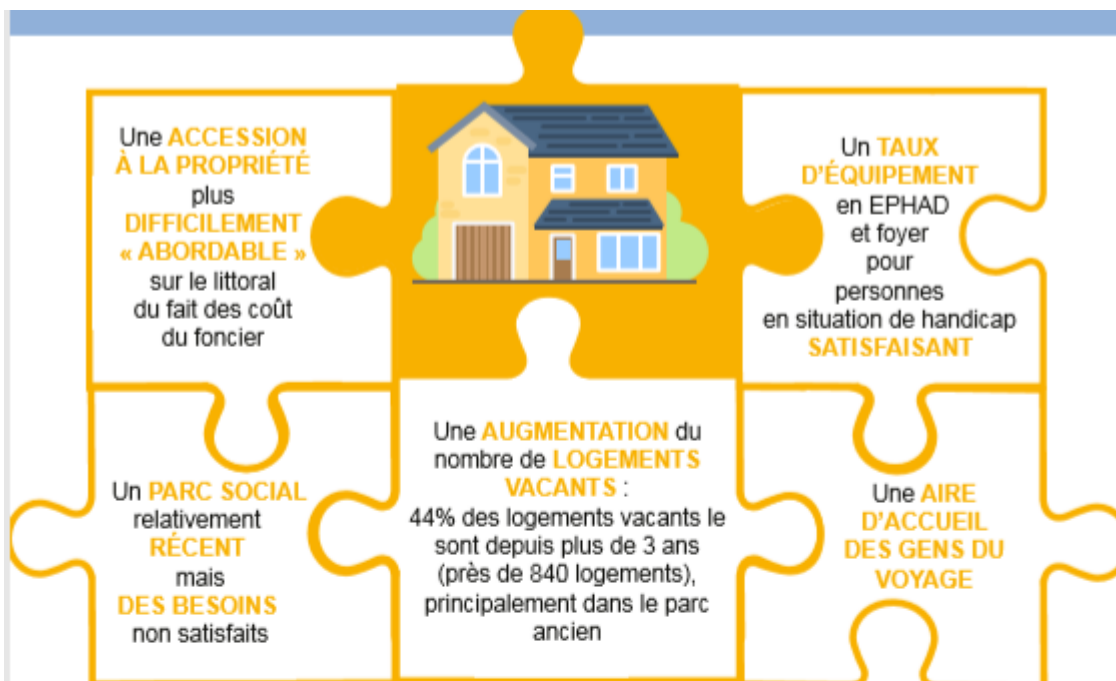 Une ACCESSION
À LA PROPRIÉTÉ
plus
DIFFICILEMENT
« ABORDABLE »
sur le littoral
du fait des coût
du foncier
Un TAUX
D'ÉQUIPEMENT
en EPHAD
et foyer
pour
personnes
en situation de handicap
SATISFAISANT
Un PARC SOCIAL
relativement
RÉCENT
mais
DES BESOINS
non satisfaits
Une AUGMENTATION du
nombre de LOGEMENTS
VACANTS :
44% des logements vacants le
sont depuis plus de 3 ans
(près de 840 logements),
principalement dans le parc
ancien
Une AIRE
D'ACCUEIL
DES GENS DU
VOYAGE